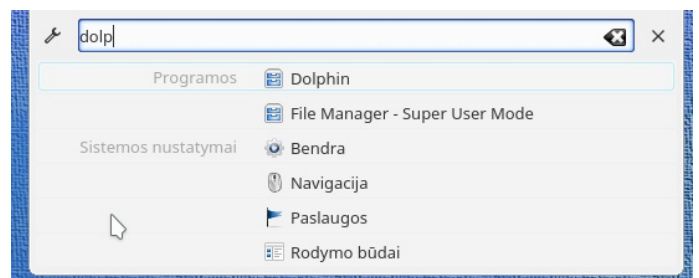 dolp
Programos Dolphin
File Manager - Super User Mode
Sistemos nustatymai Bendra
Navigacija
Paslaugos
Rodymo būdai